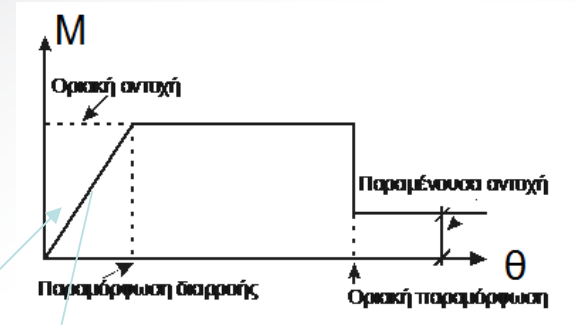 M
Οριακή αντοχή
Παραμένουσα αντοχή
θ
Παραμόρφωση διαρροής
Οριακή παραμόρφωση